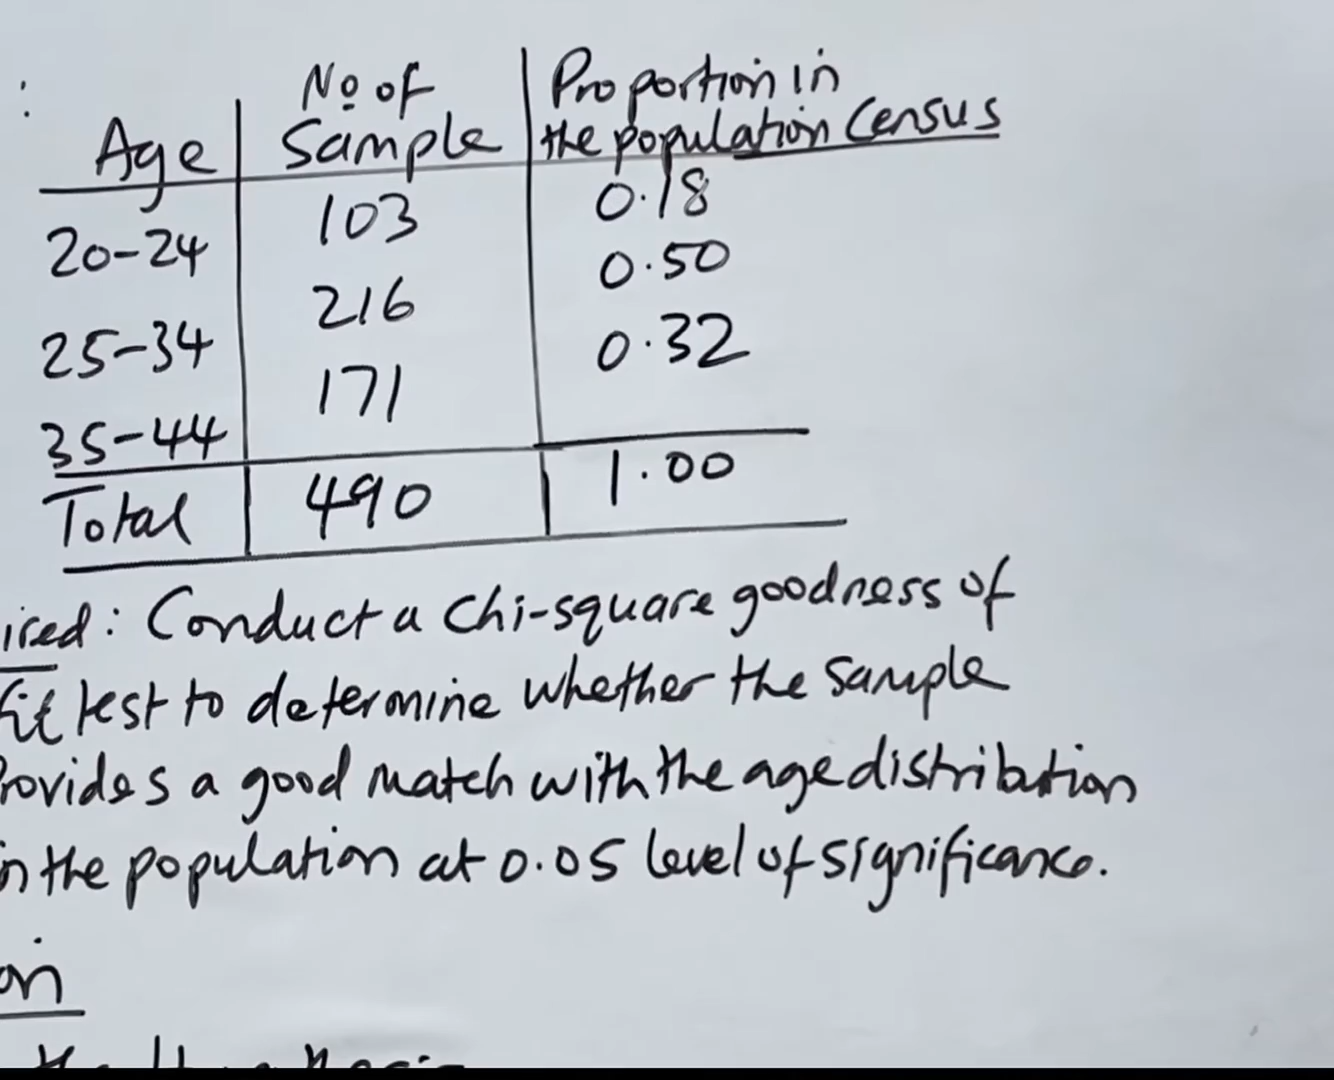 :
Age | No of Sample | Proportion in the population Census
20-24 | 103 | 0.18
25-34 | 216 | 0.50
35-44 | 171 | 0.32
Total | 490 | 1.00
ired: Conduct a Chi-square goodness of
fit test to determine whether the sample
rovides a good match with the age distribution
in the population at 0.05 level of significance.
on